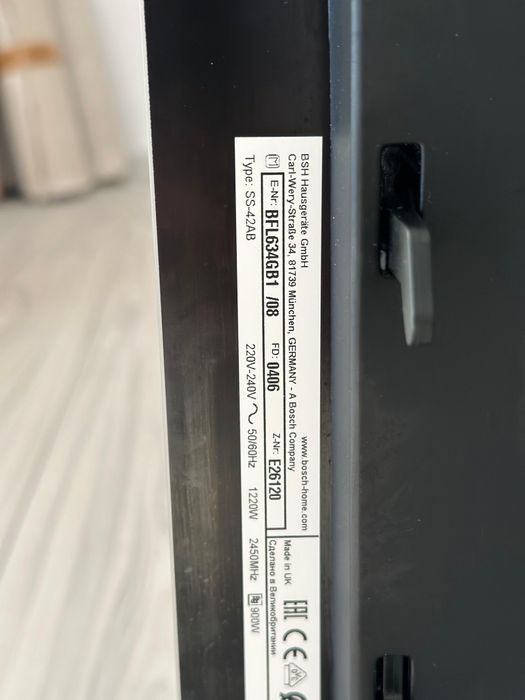 BSH Hausgeräte GmbH www.bosch-home.com
Carl-Wery-Straße 34, 81739 München, GERMANY - A Bosch Company
E-Nr: BFL634GB1 /08 FD: 0406 Z-Nr: E26120
Type: SS-42AB 220V-240V 50/60Hz 1220W 2450MHz 900W
Made in UK
Сделано в Великобритании
EAC CE